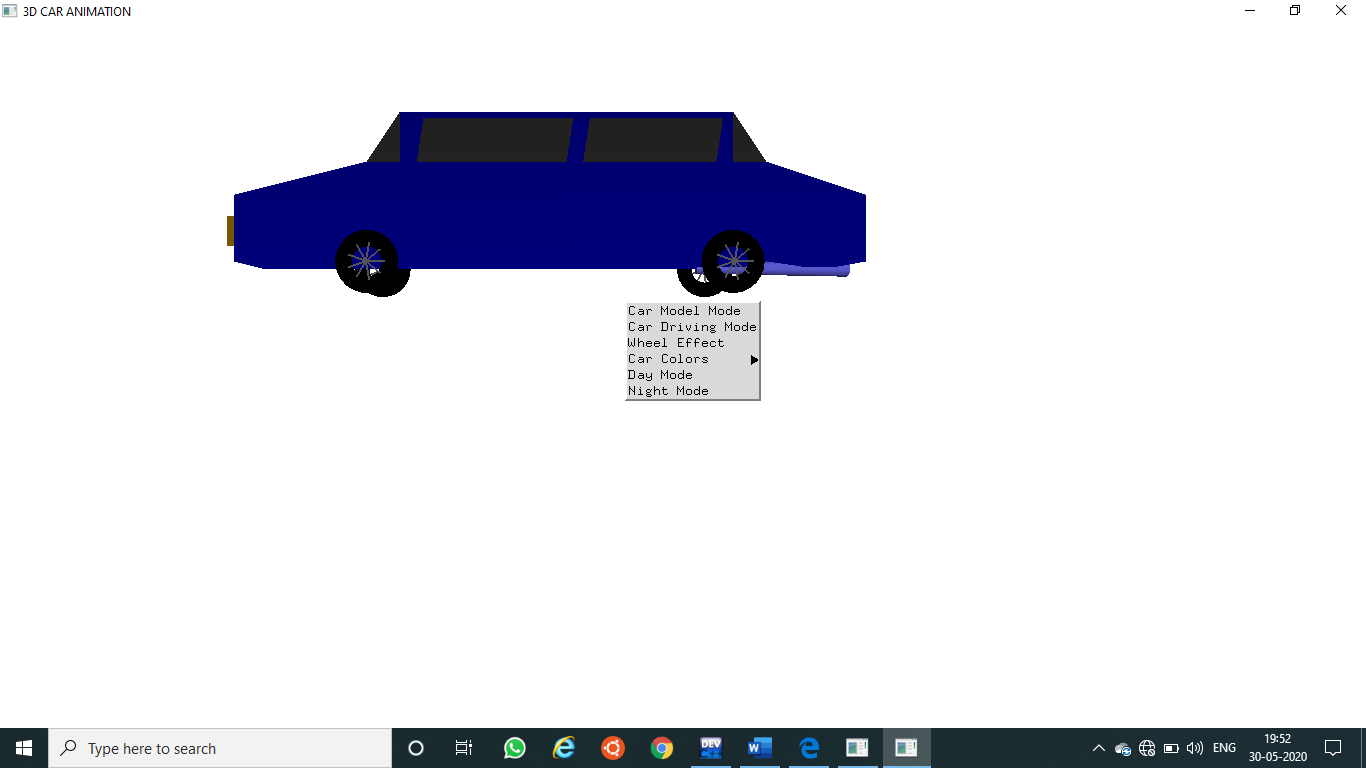 3D CAR ANIMATION
Car Model Mode
Car Driving Mode
Wheel Effect
Car Colors
Day Mode
Night Mode
Type here to search
DEV
ENG
19:52
30-05-2020